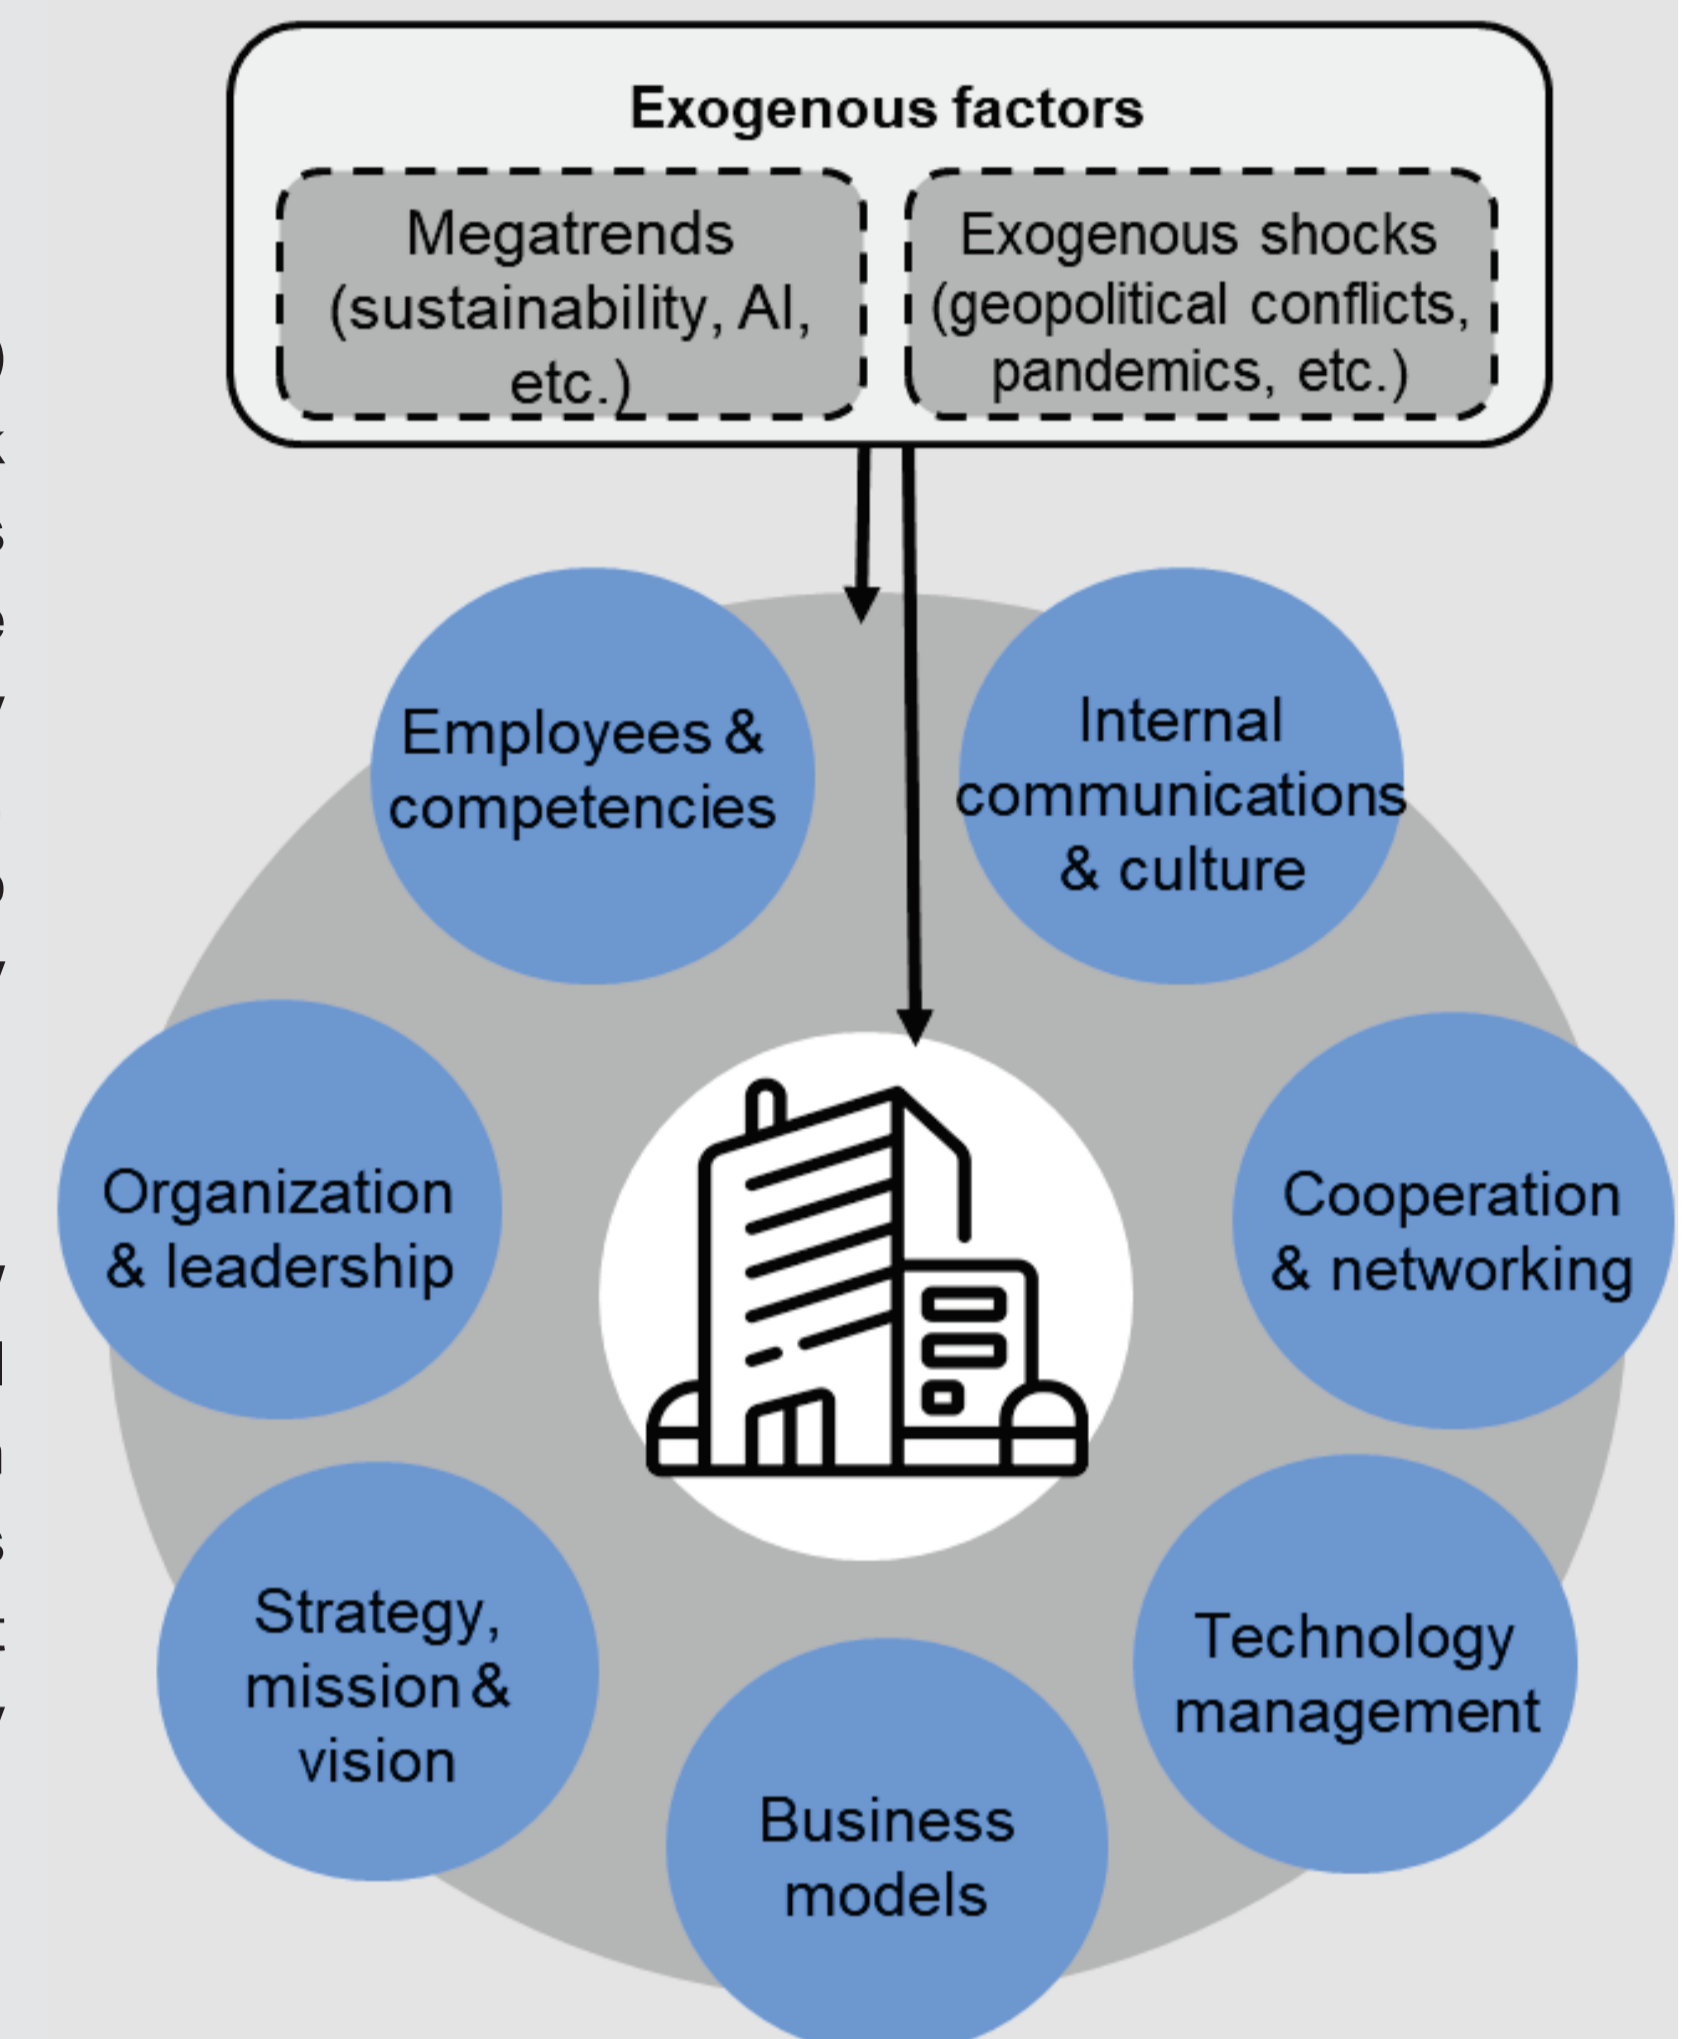 Exogenous factors
Megatrends
(sustainability, AI,
etc.)
Exogenous shocks
(geopolitical conflicts,
pandemics, etc.)
Employees &
competencies
Internal
communications
& culture
Organization
& leadership
Cooperation
& networking
Strategy,
mission &
vision
Technology
management
Business
models